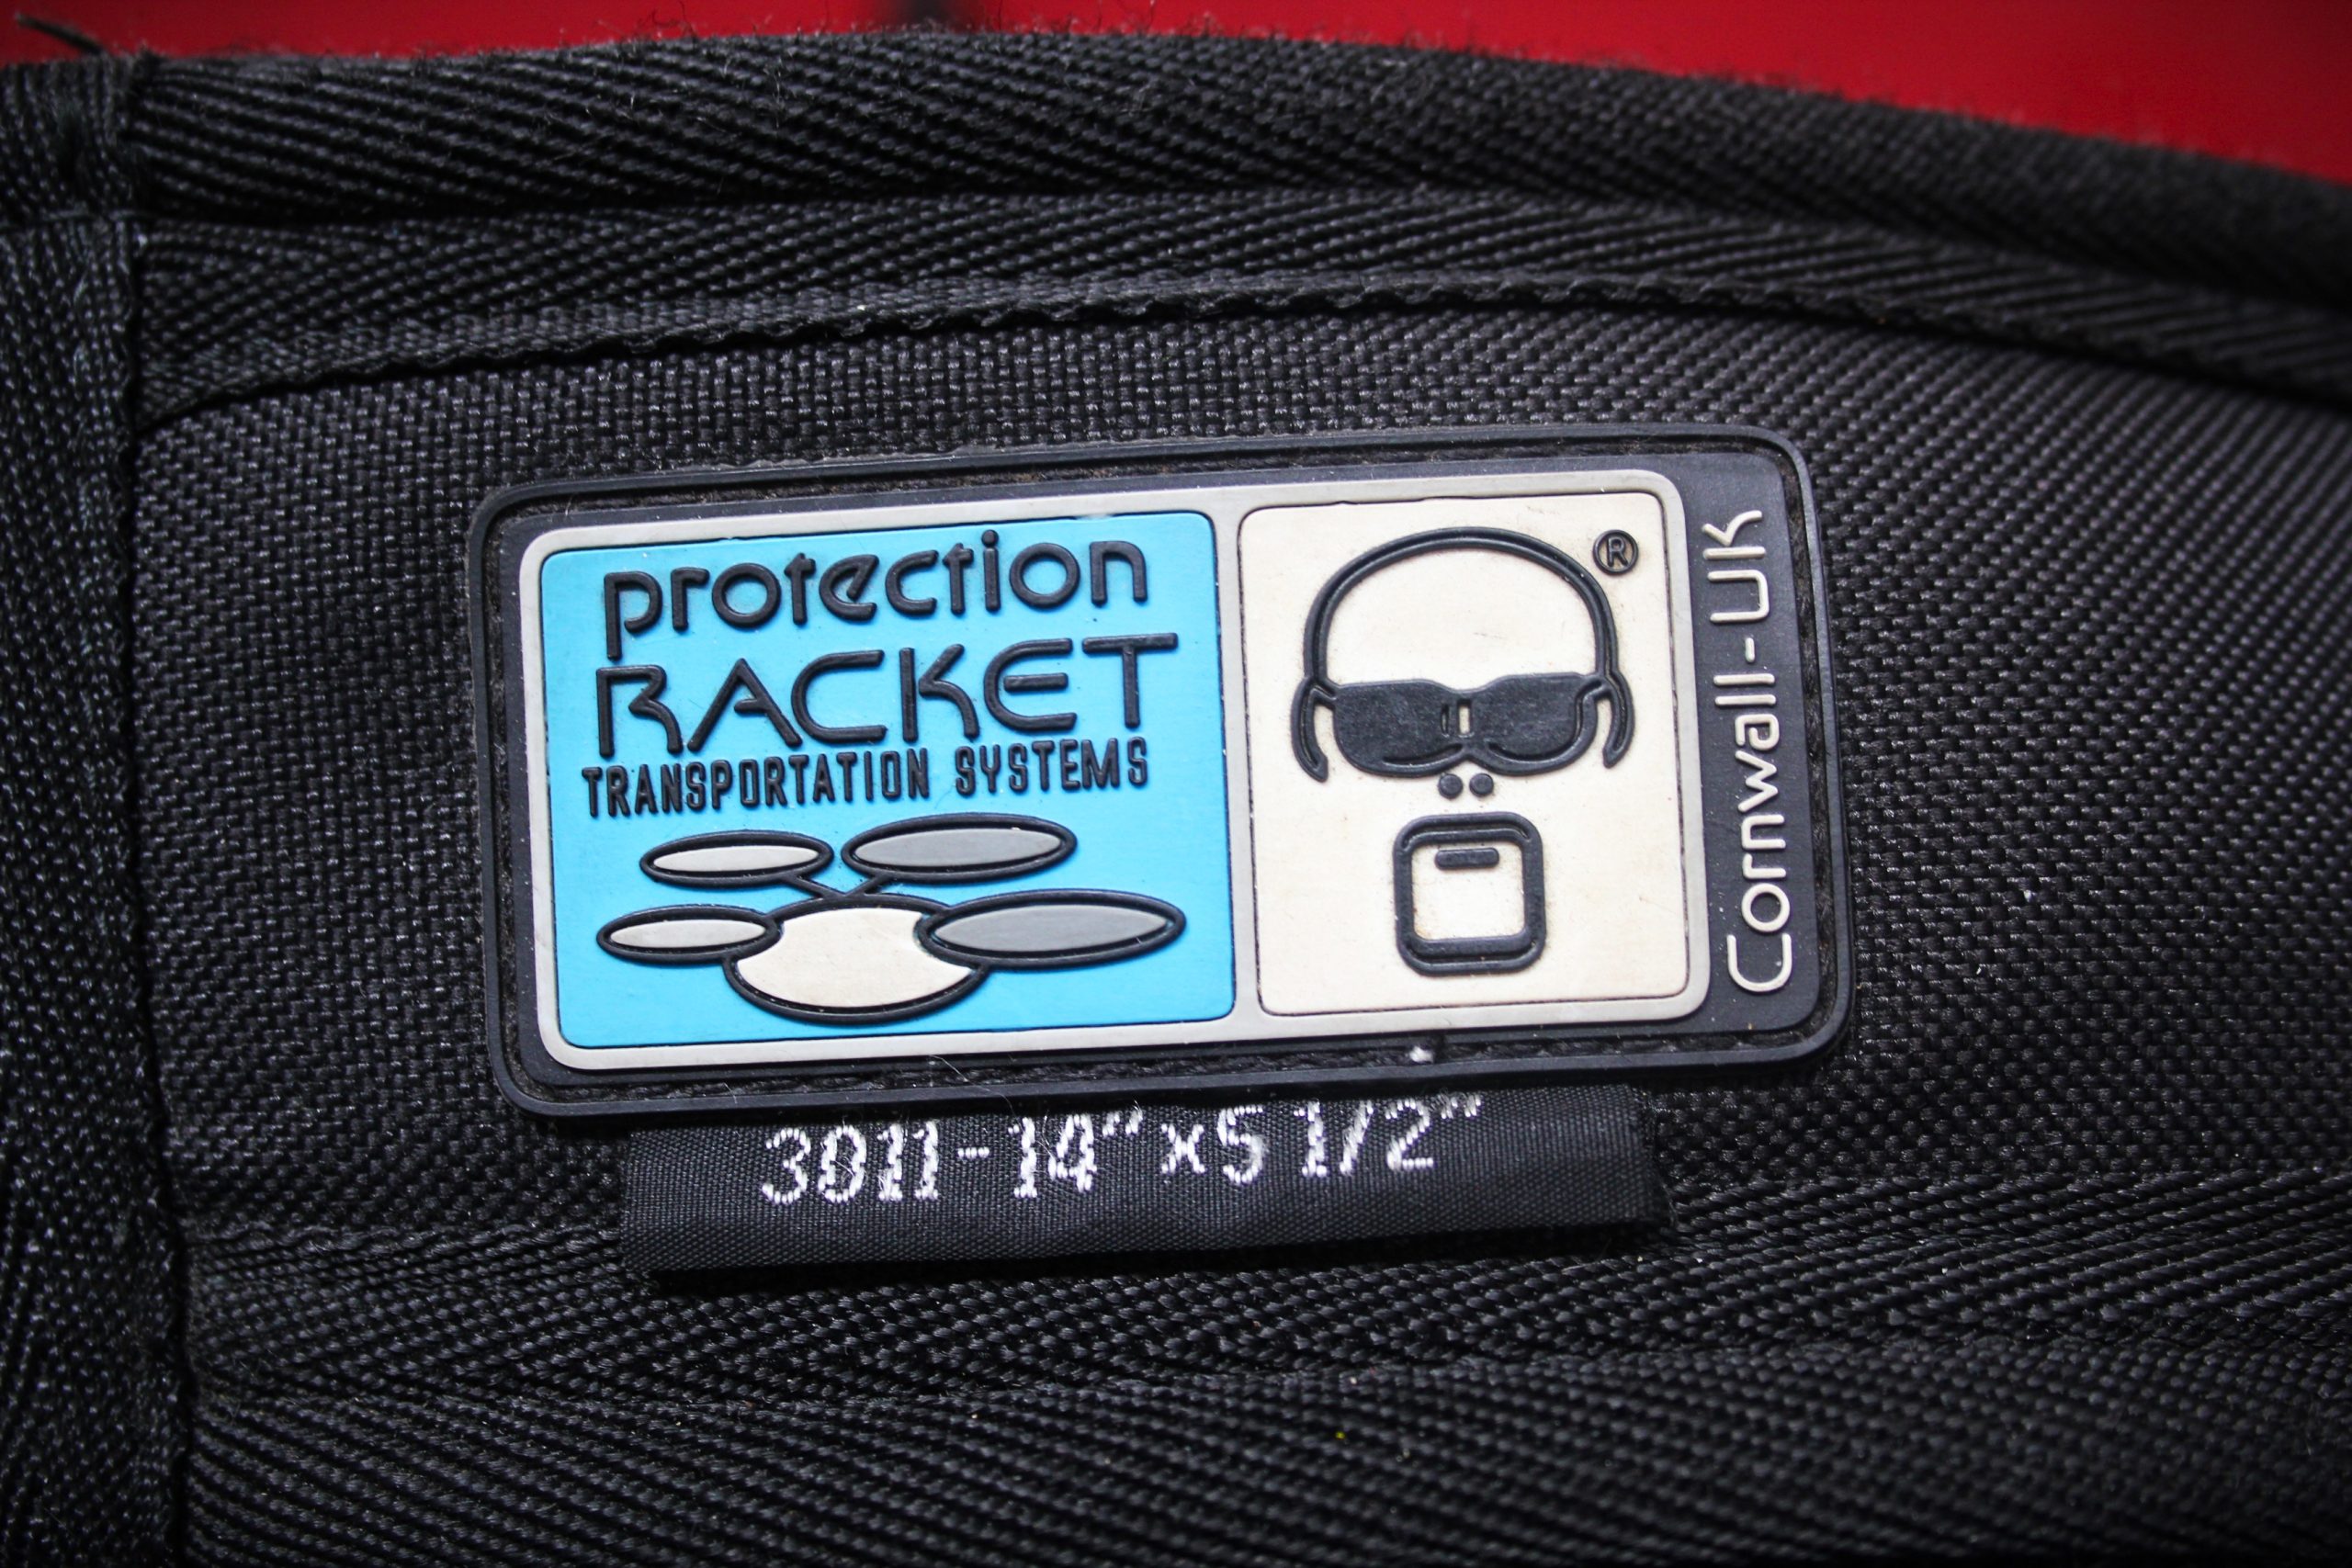 protection
RACKET
TRANSPORTATION SYSTEMS
®
Cornwall-UK
3011-14" x5 1/2"